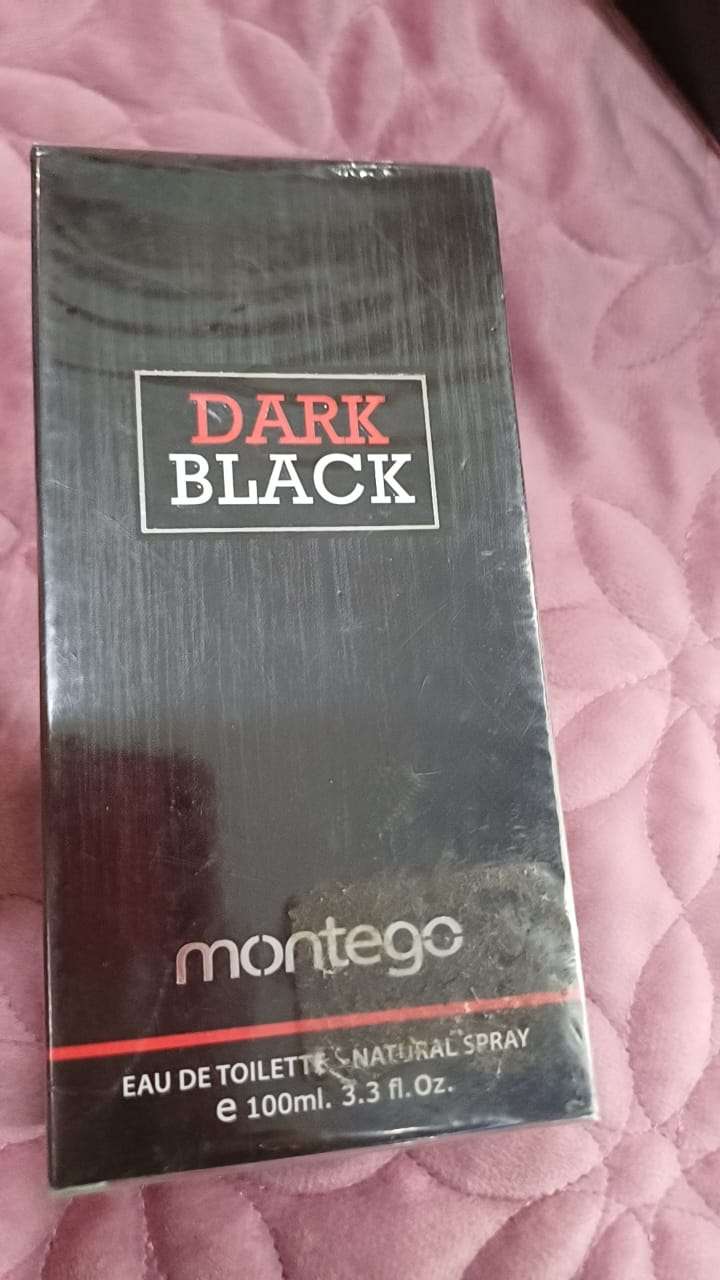 DARK
BLACK
montego
EAU DE TOILETTE - NATURAL SPRAY
e 100ml. 3.3 fl.Oz.